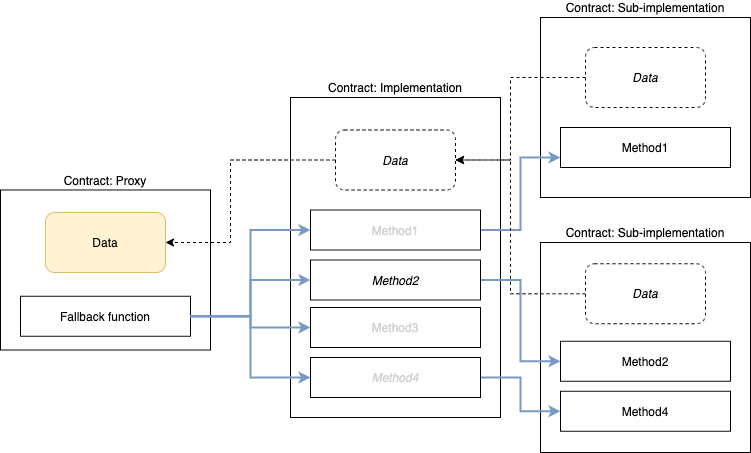 Contract: Proxy
Data
Fallback function
Contract: Implementation
Data
Method1
Method2
Method3
Method4
Contract: Sub-implementation
Data
Method1
Contract: Sub-implementation
Data
Method2
Method4